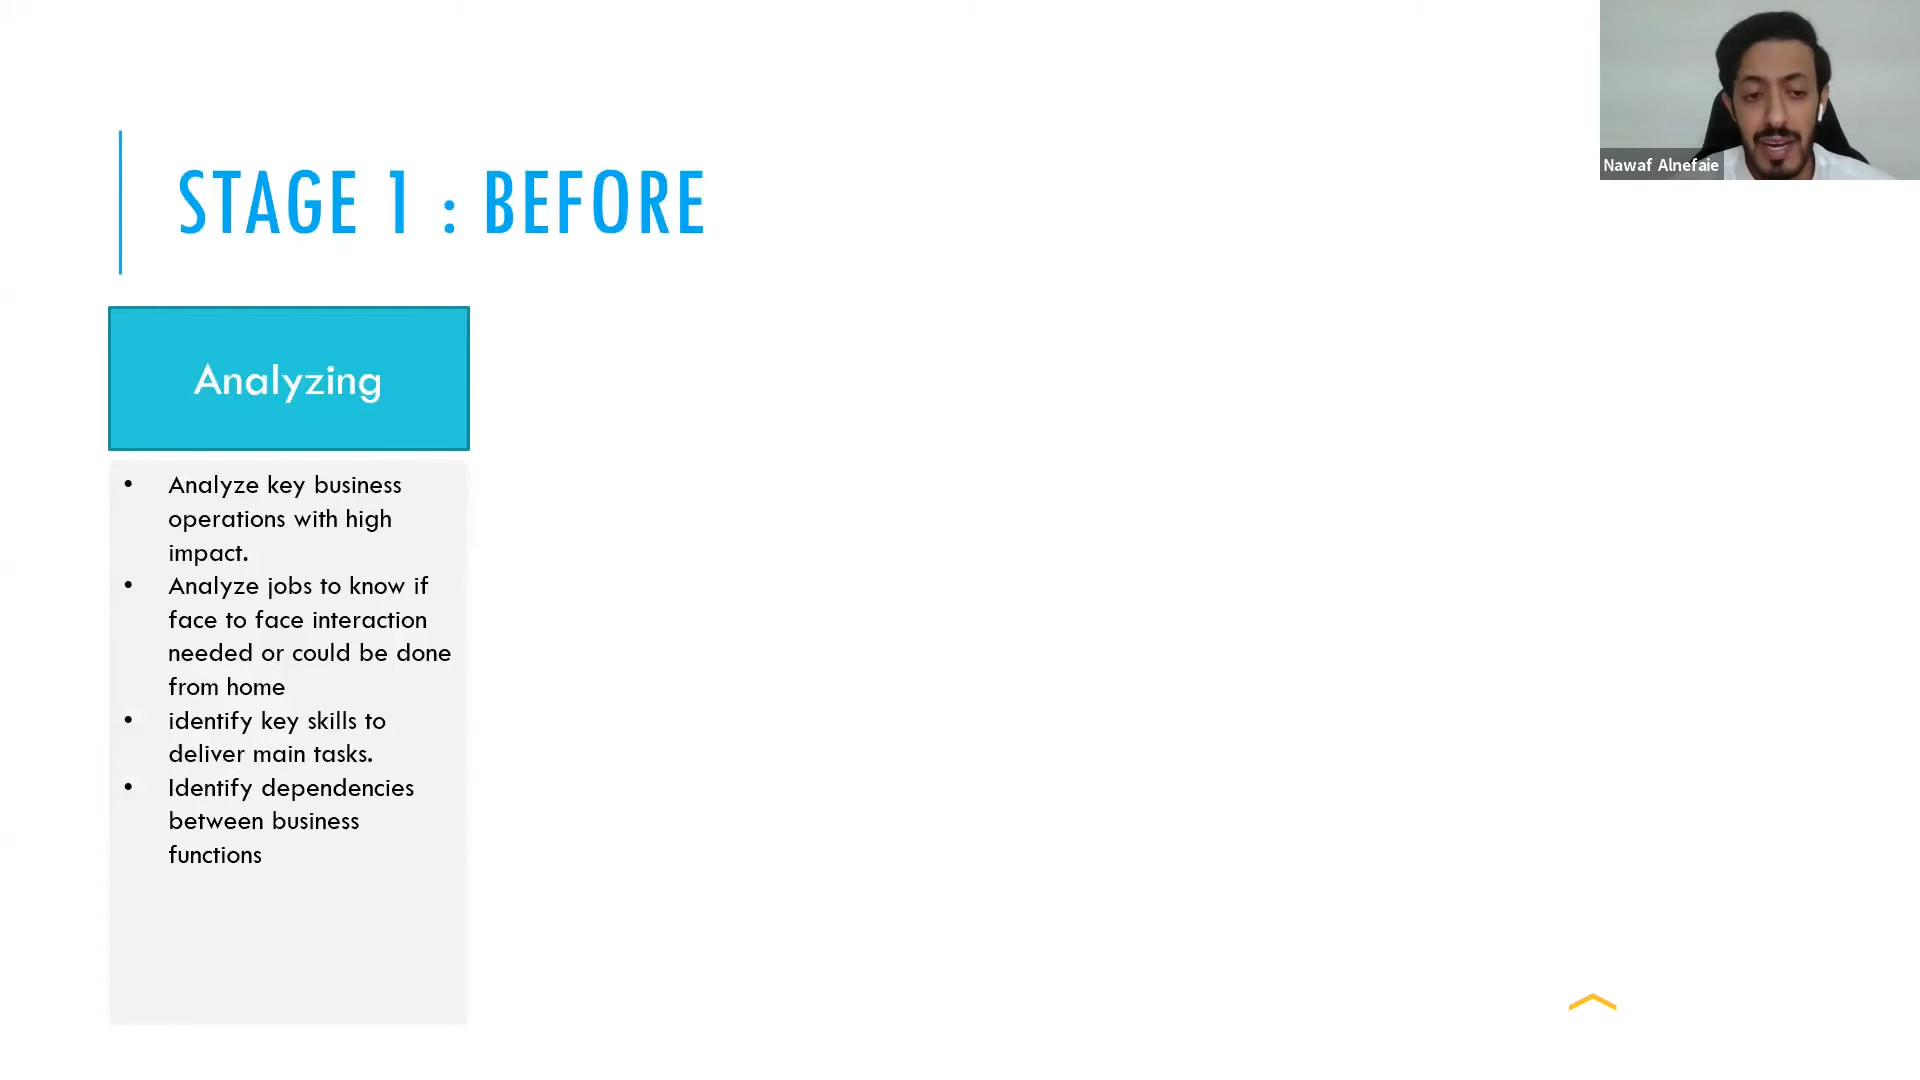 Nawaf Alnefaie
STAGE 1 : BEFORE
Analyzing
• Analyze key business
operations with high
impact.
• Analyze jobs to know if
face to face interaction
needed or could be done
from home
• identify key skills to
deliver main tasks.
• Identify dependencies
between business
functions